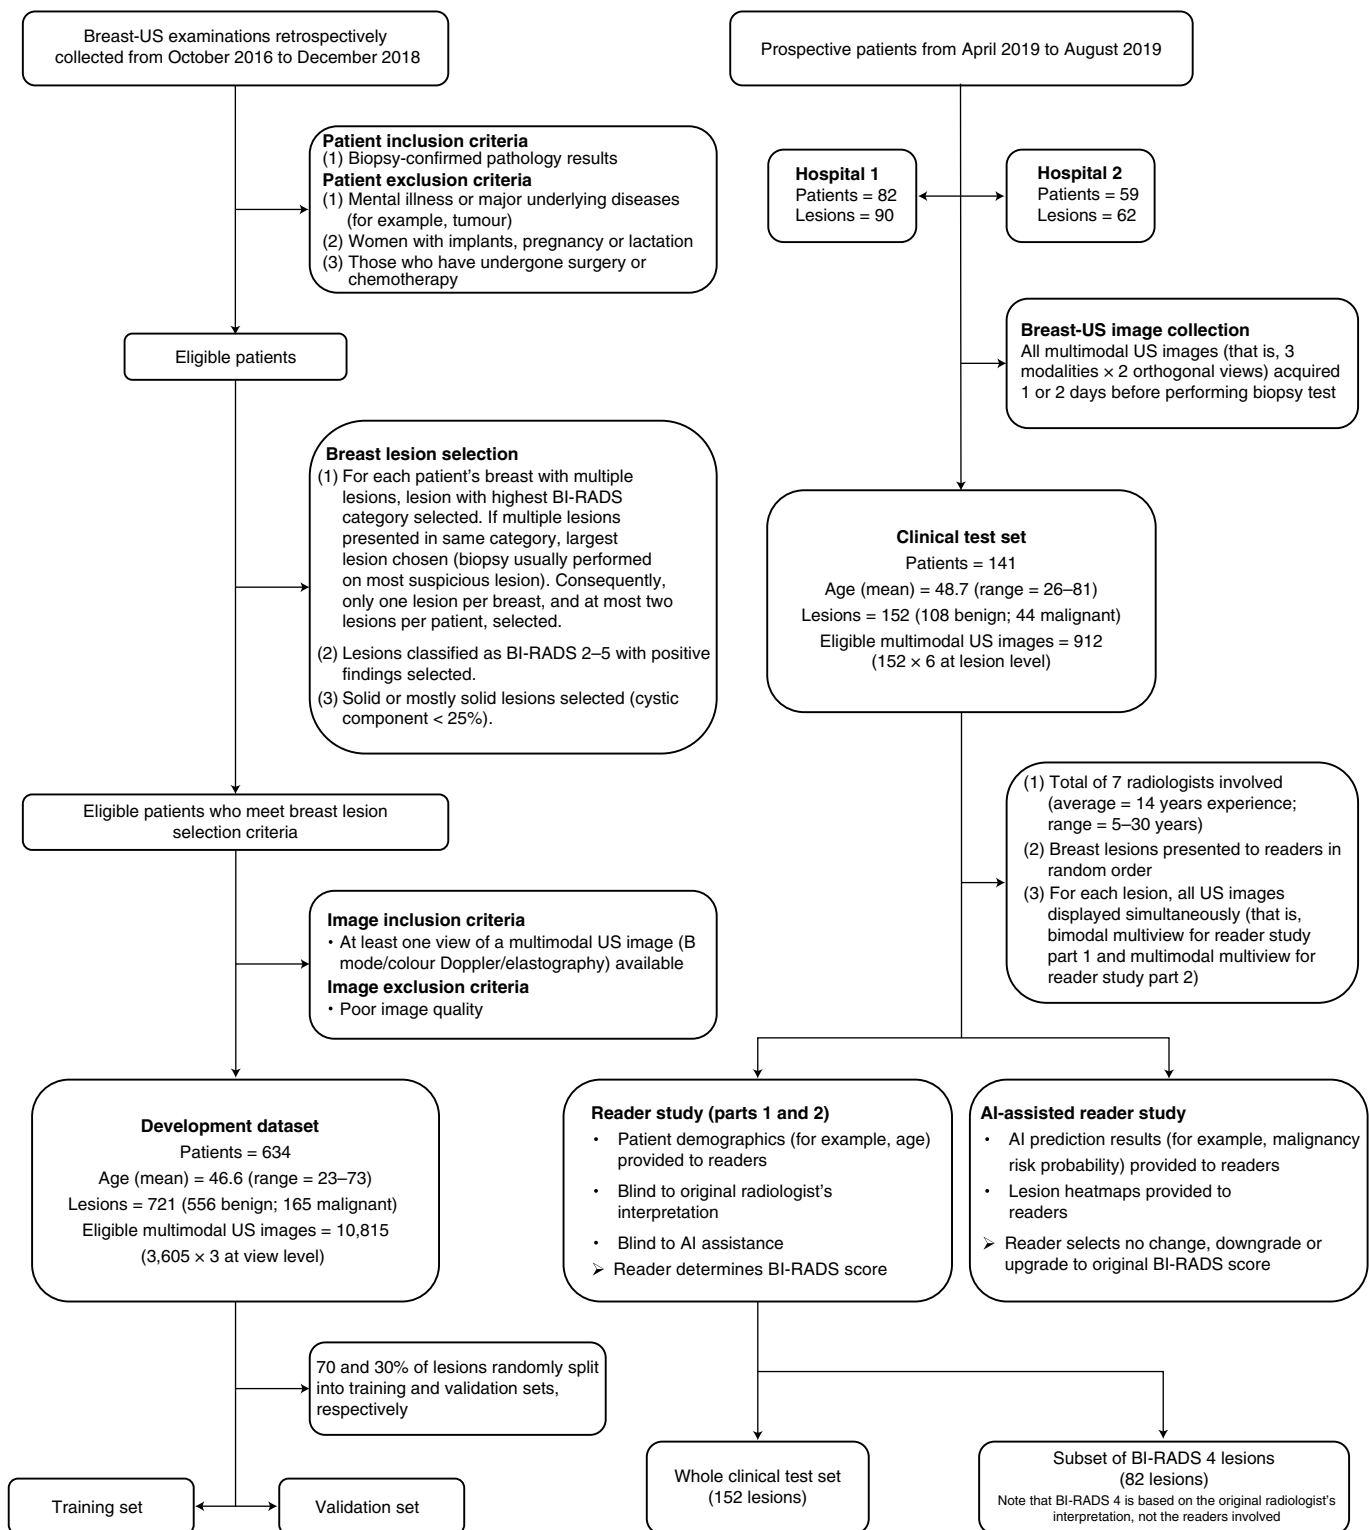 Breast-US examinations retrospectively
collected from October 2016 to December 2018
Patient inclusion criteria
(1) Biopsy-confirmed pathology results
Patient exclusion criteria
(1) Mental illness or major underlying diseases
(for example, tumour)
(2) Women with implants, pregnancy or lactation
(3) Those who have undergone surgery or
chemotherapy
Eligible patients
Breast lesion selection
(1) For each patient's breast with multiple
lesions, lesion with highest BI-RADS
category selected. If multiple lesions
presented in same category, largest
lesion chosen (biopsy usually performed
on most suspicious lesion). Consequently,
only one lesion per breast, and at most two
lesions per patient, selected.
(2) Lesions classified as BI-RADS 2–5 with positive
findings selected.
(3) Solid or mostly solid lesions selected (cystic
component < 25%).
Eligible patients who meet breast lesion
selection criteria
Image inclusion criteria
• At least one view of a multimodal US image (B
mode/colour Doppler/elastography) available
Image exclusion criteria
• Poor image quality
Development dataset
Patients = 634
Age (mean) = 46.6 (range = 23–73)
Lesions = 721 (556 benign; 165 malignant)
Eligible multimodal US images = 10,815
(3,605 × 3 at view level)
70 and 30% of lesions randomly split
into training and validation sets,
respectively
Training set
Validation set
Prospective patients from April 2019 to August 2019
Hospital 1
Patients = 82
Lesions = 90
Hospital 2
Patients = 59
Lesions = 62
Breast-US image collection
All multimodal US images (that is, 3
modalities × 2 orthogonal views) acquired
1 or 2 days before performing biopsy test
Clinical test set
Patients = 141
Age (mean) = 48.7 (range = 26–81)
Lesions = 152 (108 benign; 44 malignant)
Eligible multimodal US images = 912
(152 × 6 at lesion level)
(1) Total of 7 radiologists involved
(average = 14 years experience;
range = 5–30 years)
(2) Breast lesions presented to readers in
random order
(3) For each lesion, all US images
displayed simultaneously (that is,
bimodal multiview for reader study
part 1 and multimodal multiview for
reader study part 2)
Reader study (parts 1 and 2)
• Patient demographics (for example, age)
provided to readers
• Blind to original radiologist's
interpretation
• Blind to AI assistance
➢ Reader determines BI-RADS score
AI-assisted reader study
• AI prediction results (for example, malignancy
risk probability) provided to readers
• Lesion heatmaps provided to
readers
➢ Reader selects no change, downgrade or
upgrade to original BI-RADS score
Whole clinical test set
(152 lesions)
Subset of BI-RADS 4 lesions
(82 lesions)
Note that BI-RADS 4 is based on the original radiologist's
interpretation, not the readers involved